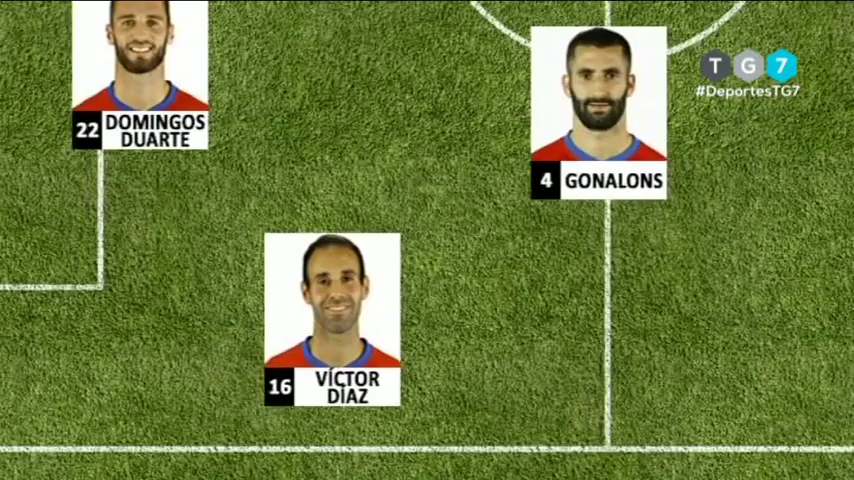 TG7
#DeportesTG7
22 DOMINGOS
DUARTE
4 GONALONS
16 VÍCTOR
DÍAZ